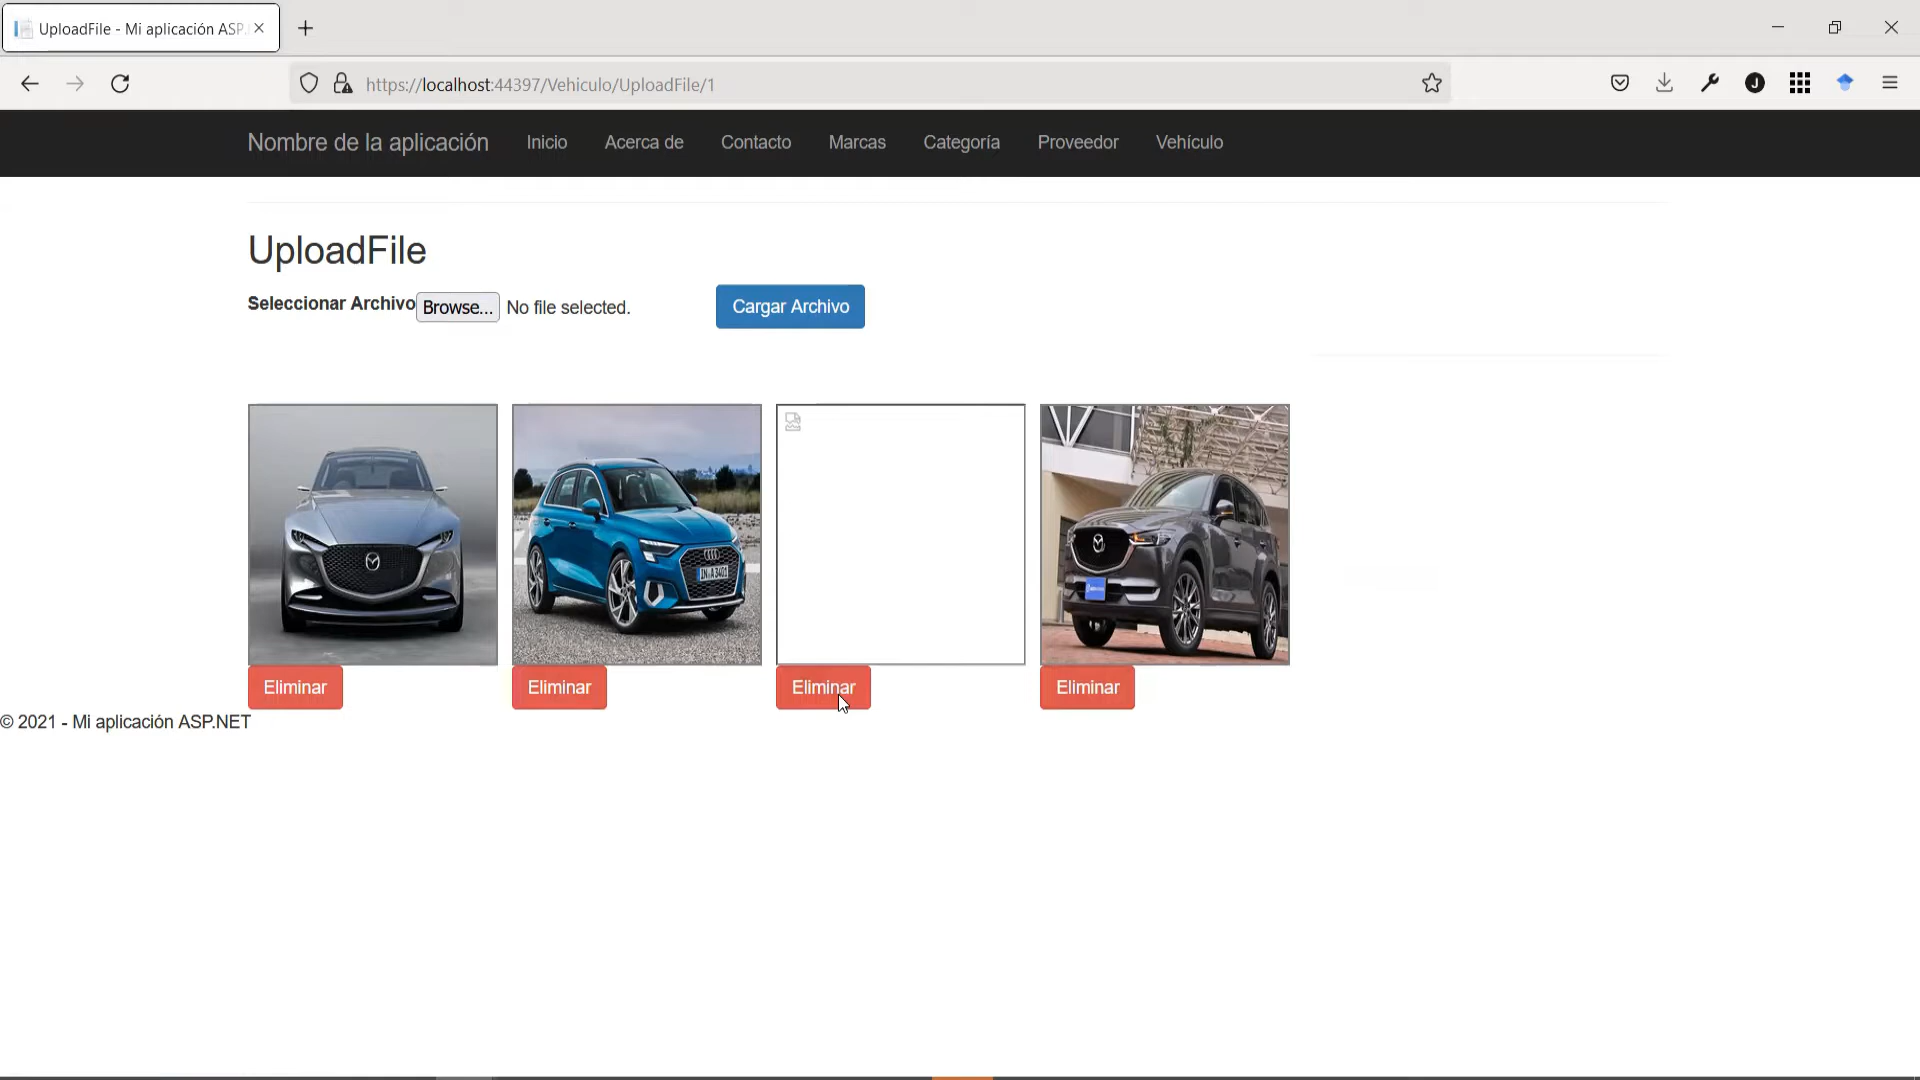 UploadFile - Mi aplicación ASP.
https://localhost:44397/Vehiculo/UploadFile/1
J
Nombre de la aplicación Inicio Acerca de Contacto Marcas Categoría Proveedor Vehículo
UploadFile
Seleccionar Archivo Browse... No file selected. Cargar Archivo
IN·A3401
Eliminar Eliminar Eliminar Eliminar
© 2021 - Mi aplicación ASP.NET